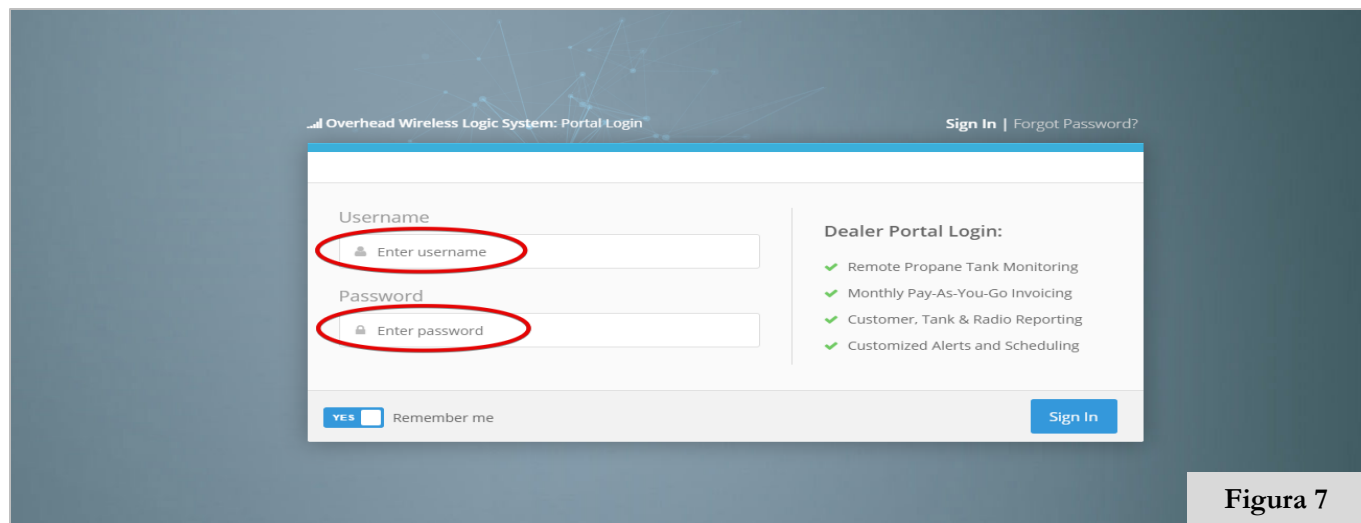 Overhead Wireless Logic System: Portal Login
Sign In | Forgot Password?
Username
Enter username
Password
Enter password
Dealer Portal Login:
Remote Propane Tank Monitoring
Monthly Pay-As-You-Go Invoicing
Customer, Tank & Radio Reporting
Customized Alerts and Scheduling
YES Remember me
Sign In
Figura 7